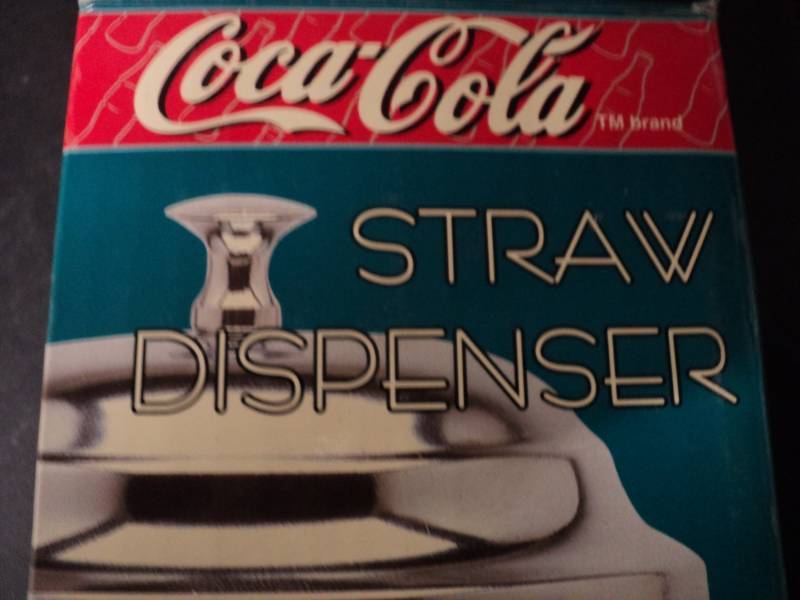 Coca-Cola TM brand
STRAW
DISPENSER